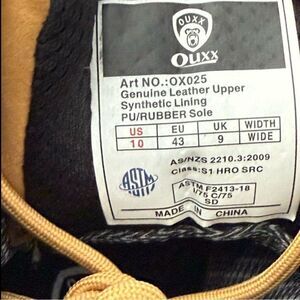 OUXX
OUXX
Art NO.:OX025
Genuine Leather Upper
Synthetic Lining
PU/RUBBER Sole
US EU UK WIDTH
10 43 9 WIDE
AS/NZS 2210.3:2009
Class:S1 HRO SRC
ASTM
ASTM F2413-18
I/75 C/75
SD
MADE IN CHINA